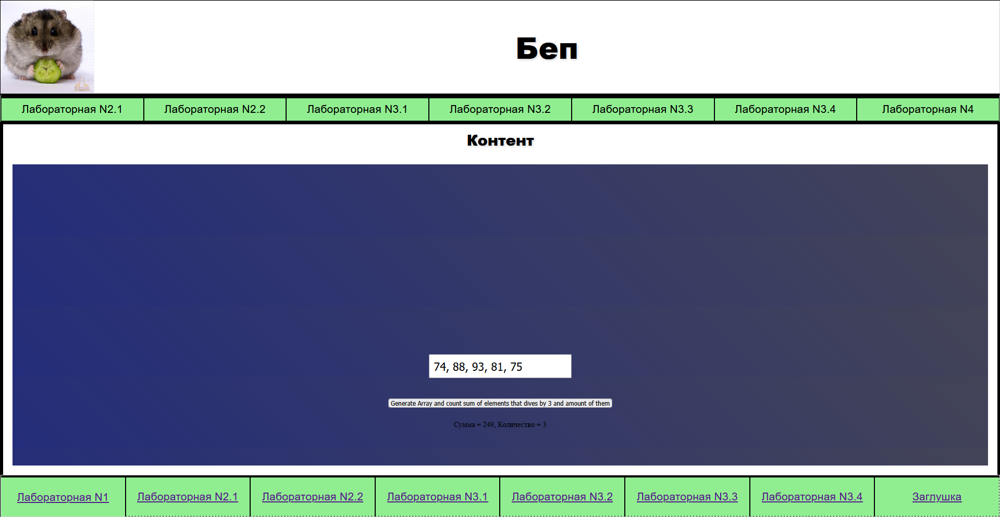 Беп
bigzoo
Лабораторная N2.1 Лабораторная N2.2 Лабораторная N3.1 Лабораторная N3.2 Лабораторная N3.3 Лабораторная N3.4 Лабораторная N4
Контент
74, 88, 93, 81, 75
Generate Array and count sum of elements that dives by 3 and amount of them
Сумма = 249, Количество = 3
Лабораторная N1 Лабораторная N2.1 Лабораторная N2.2 Лабораторная N3.1 Лабораторная N3.2 Лабораторная N3.3 Лабораторная N3.4 Заглушка